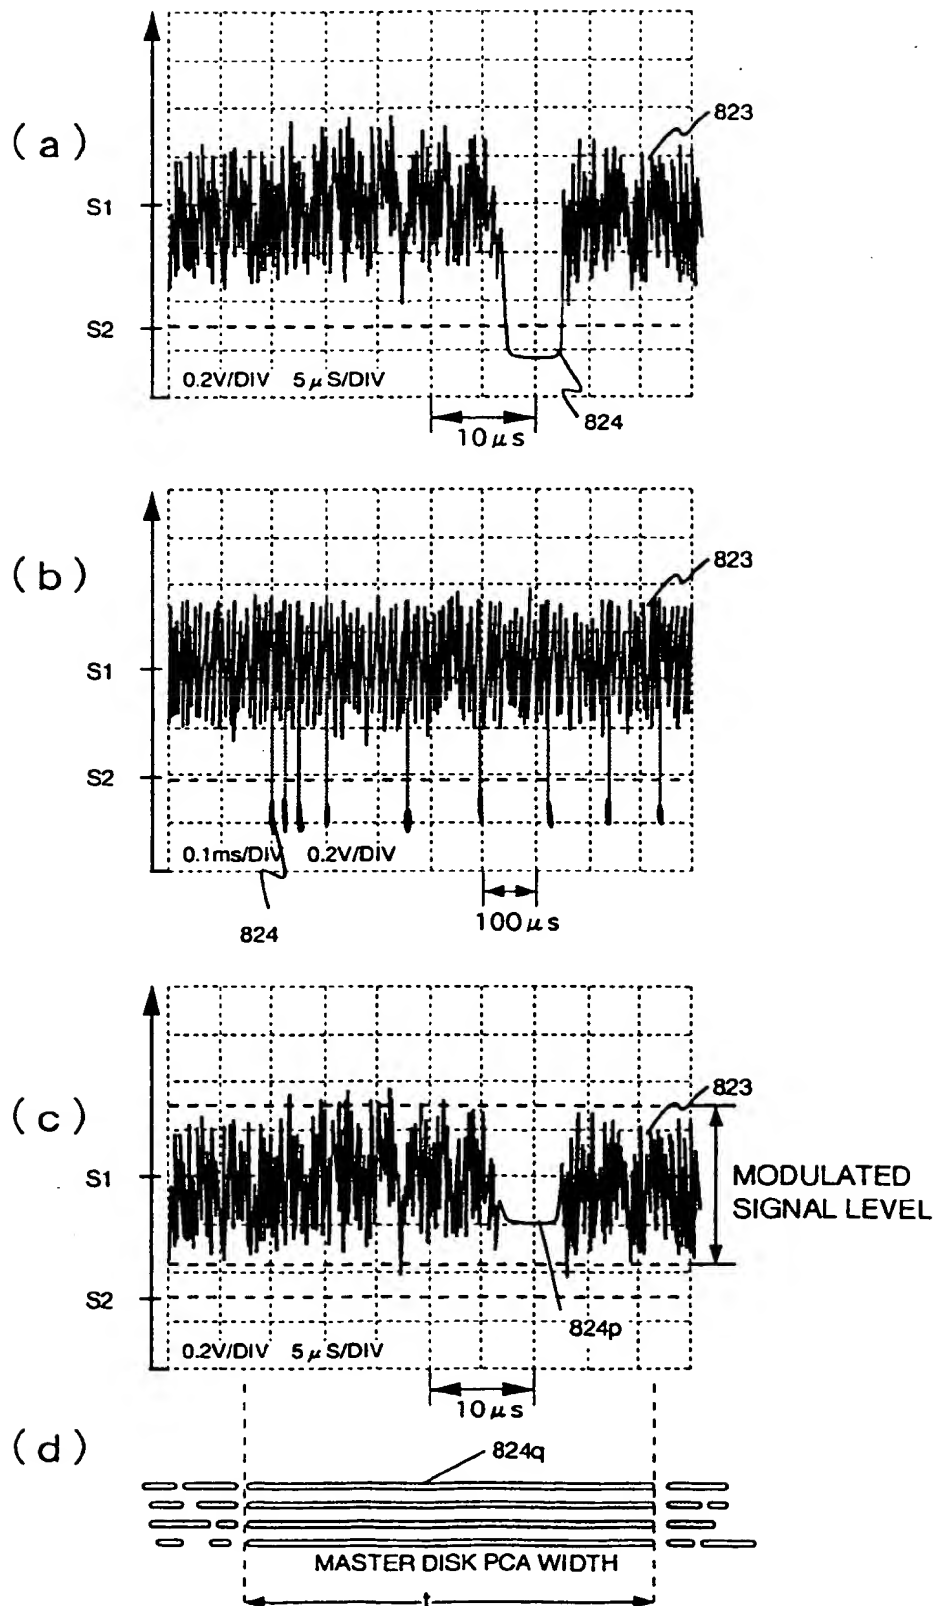 (a)
823
S1
S2
0.2V/DIV 5μS/DIV
824
10μs
(b)
823
S1
S2
0.1ms/DIV 0.2V/DIV
100μs
824
(c)
823
S1
MODULATED
SIGNAL LEVEL
S2
824p
0.2V/DIV 5μS/DIV
10μs
(d)
824q
MASTER DISK PCA WIDTH
t